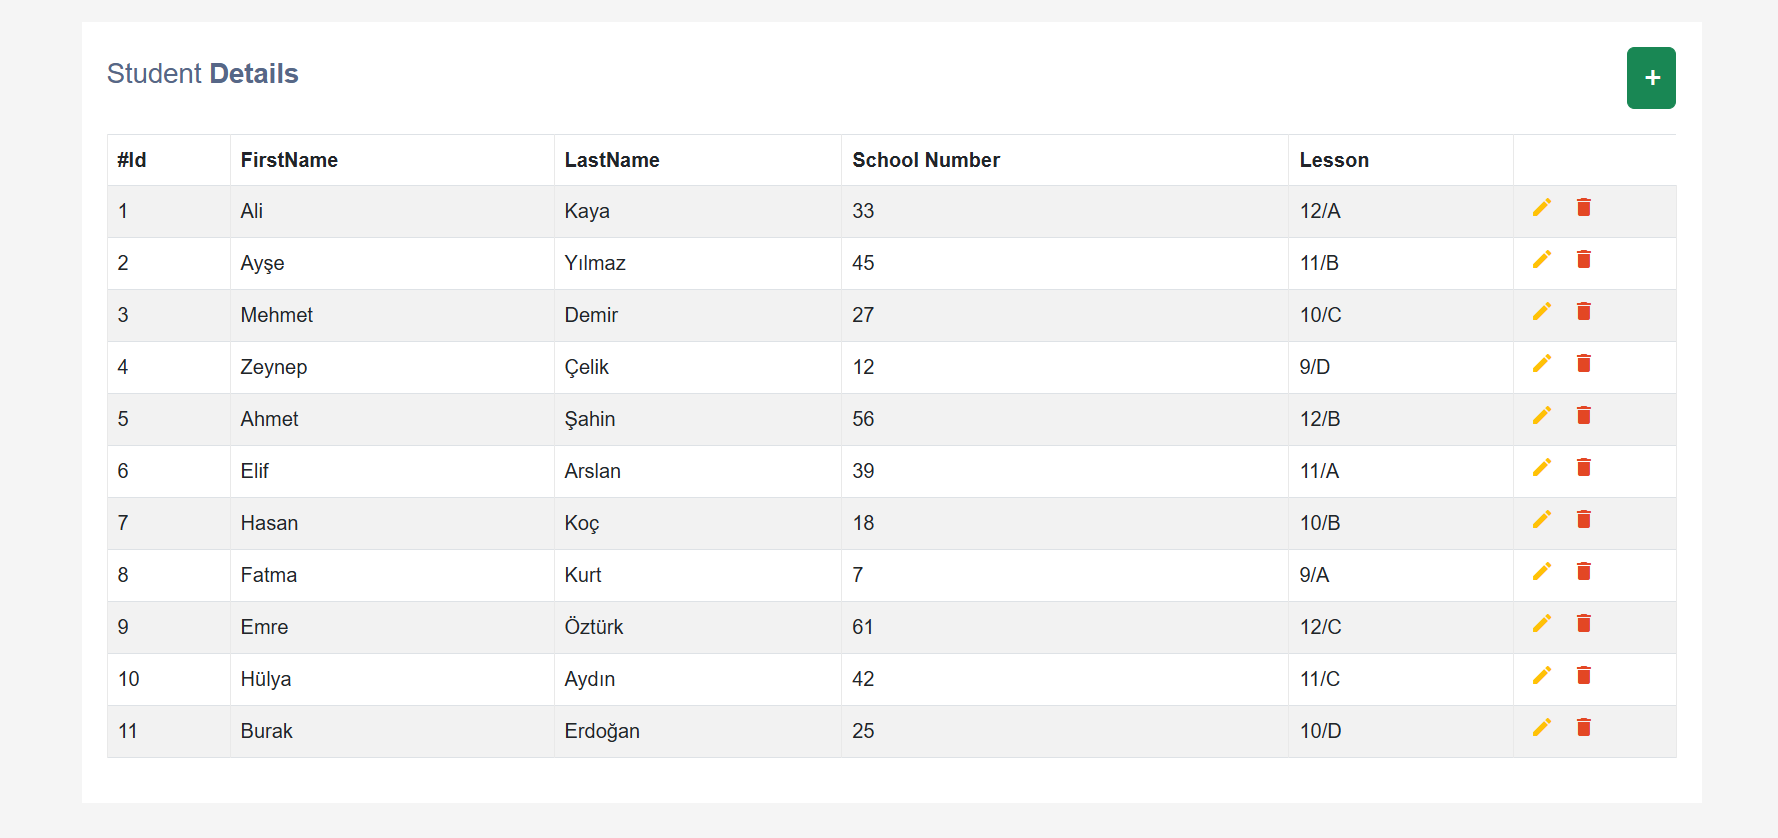 Student Details
+
#Id FirstName LastName School Number Lesson
1 Ali Kaya 33 12/A
2 Ayşe Yılmaz 45 11/B
3 Mehmet Demir 27 10/C
4 Zeynep Çelik 12 9/D
5 Ahmet Şahin 56 12/B
6 Elif Arslan 39 11/A
7 Hasan Koç 18 10/B
8 Fatma Kurt 7 9/A
9 Emre Öztürk 61 12/C
10 Hülya Aydın 42 11/C
11 Burak Erdoğan 25 10/D